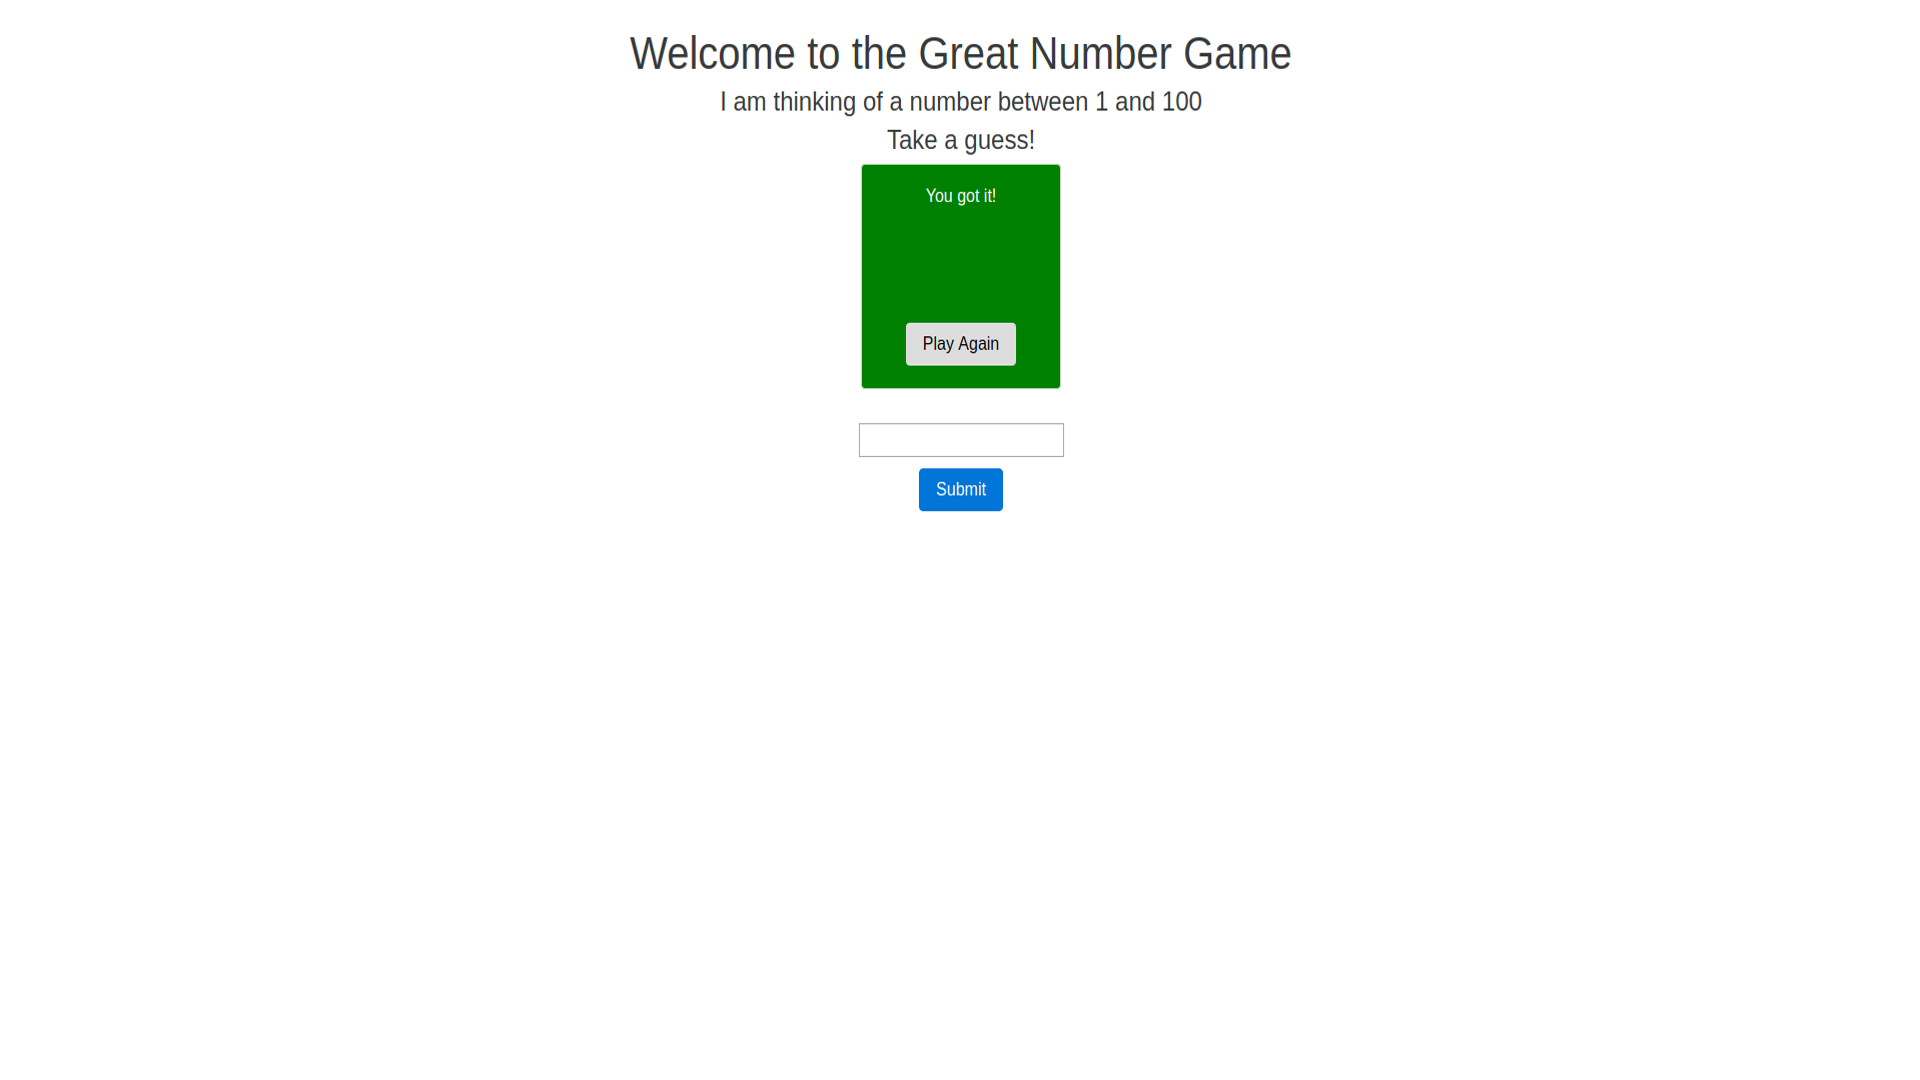 Welcome to the Great Number Game
I am thinking of a number between 1 and 100
Take a guess!
You got it!
Play Again
Submit